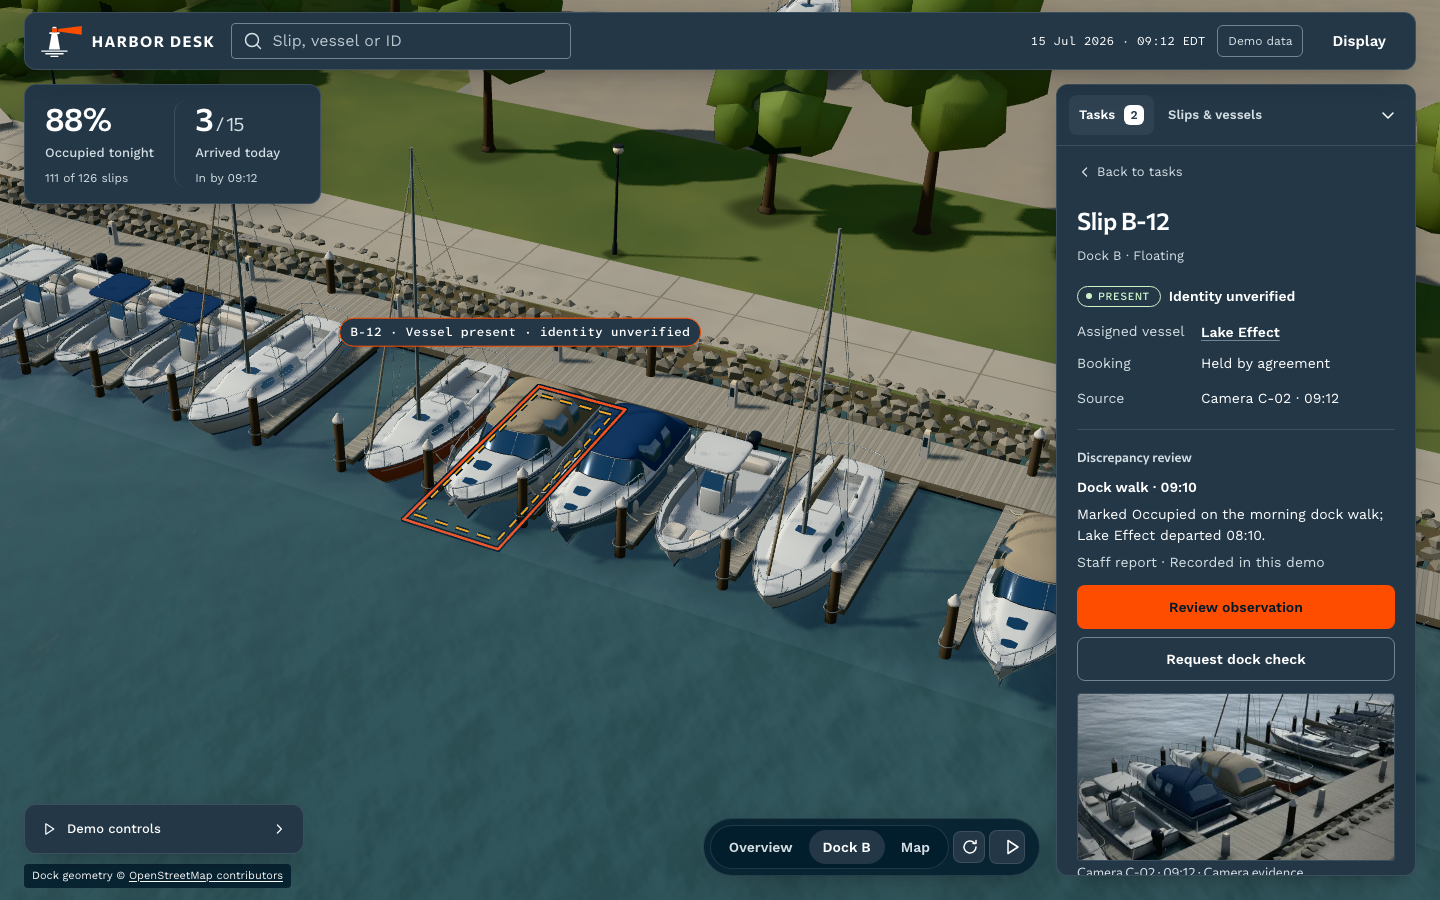 HARBOR DESK
Slip, vessel or ID
15 Jul 2026 · 09:12 EDT
Demo data
Display
88%
Occupied tonight
111 of 126 slips
3/15
Arrived today
In by 09:12
B-12 · Vessel present · identity unverified
Tasks 2
Slips & vessels
Back to tasks
Slip B-12
Dock B · Floating
PRESENT Identity unverified
Assigned vessel Lake Effect
Booking Held by agreement
Source Camera C-02 · 09:12
Discrepancy review
Dock walk · 09:10
Marked Occupied on the morning dock walk;
Lake Effect departed 08:10.
Staff report · Recorded in this demo
Review observation
Request dock check
Camera C-02 · 09:12 · Camera evidence
Demo controls
Dock geometry © OpenStreetMap contributors
Overview
Dock B
Map